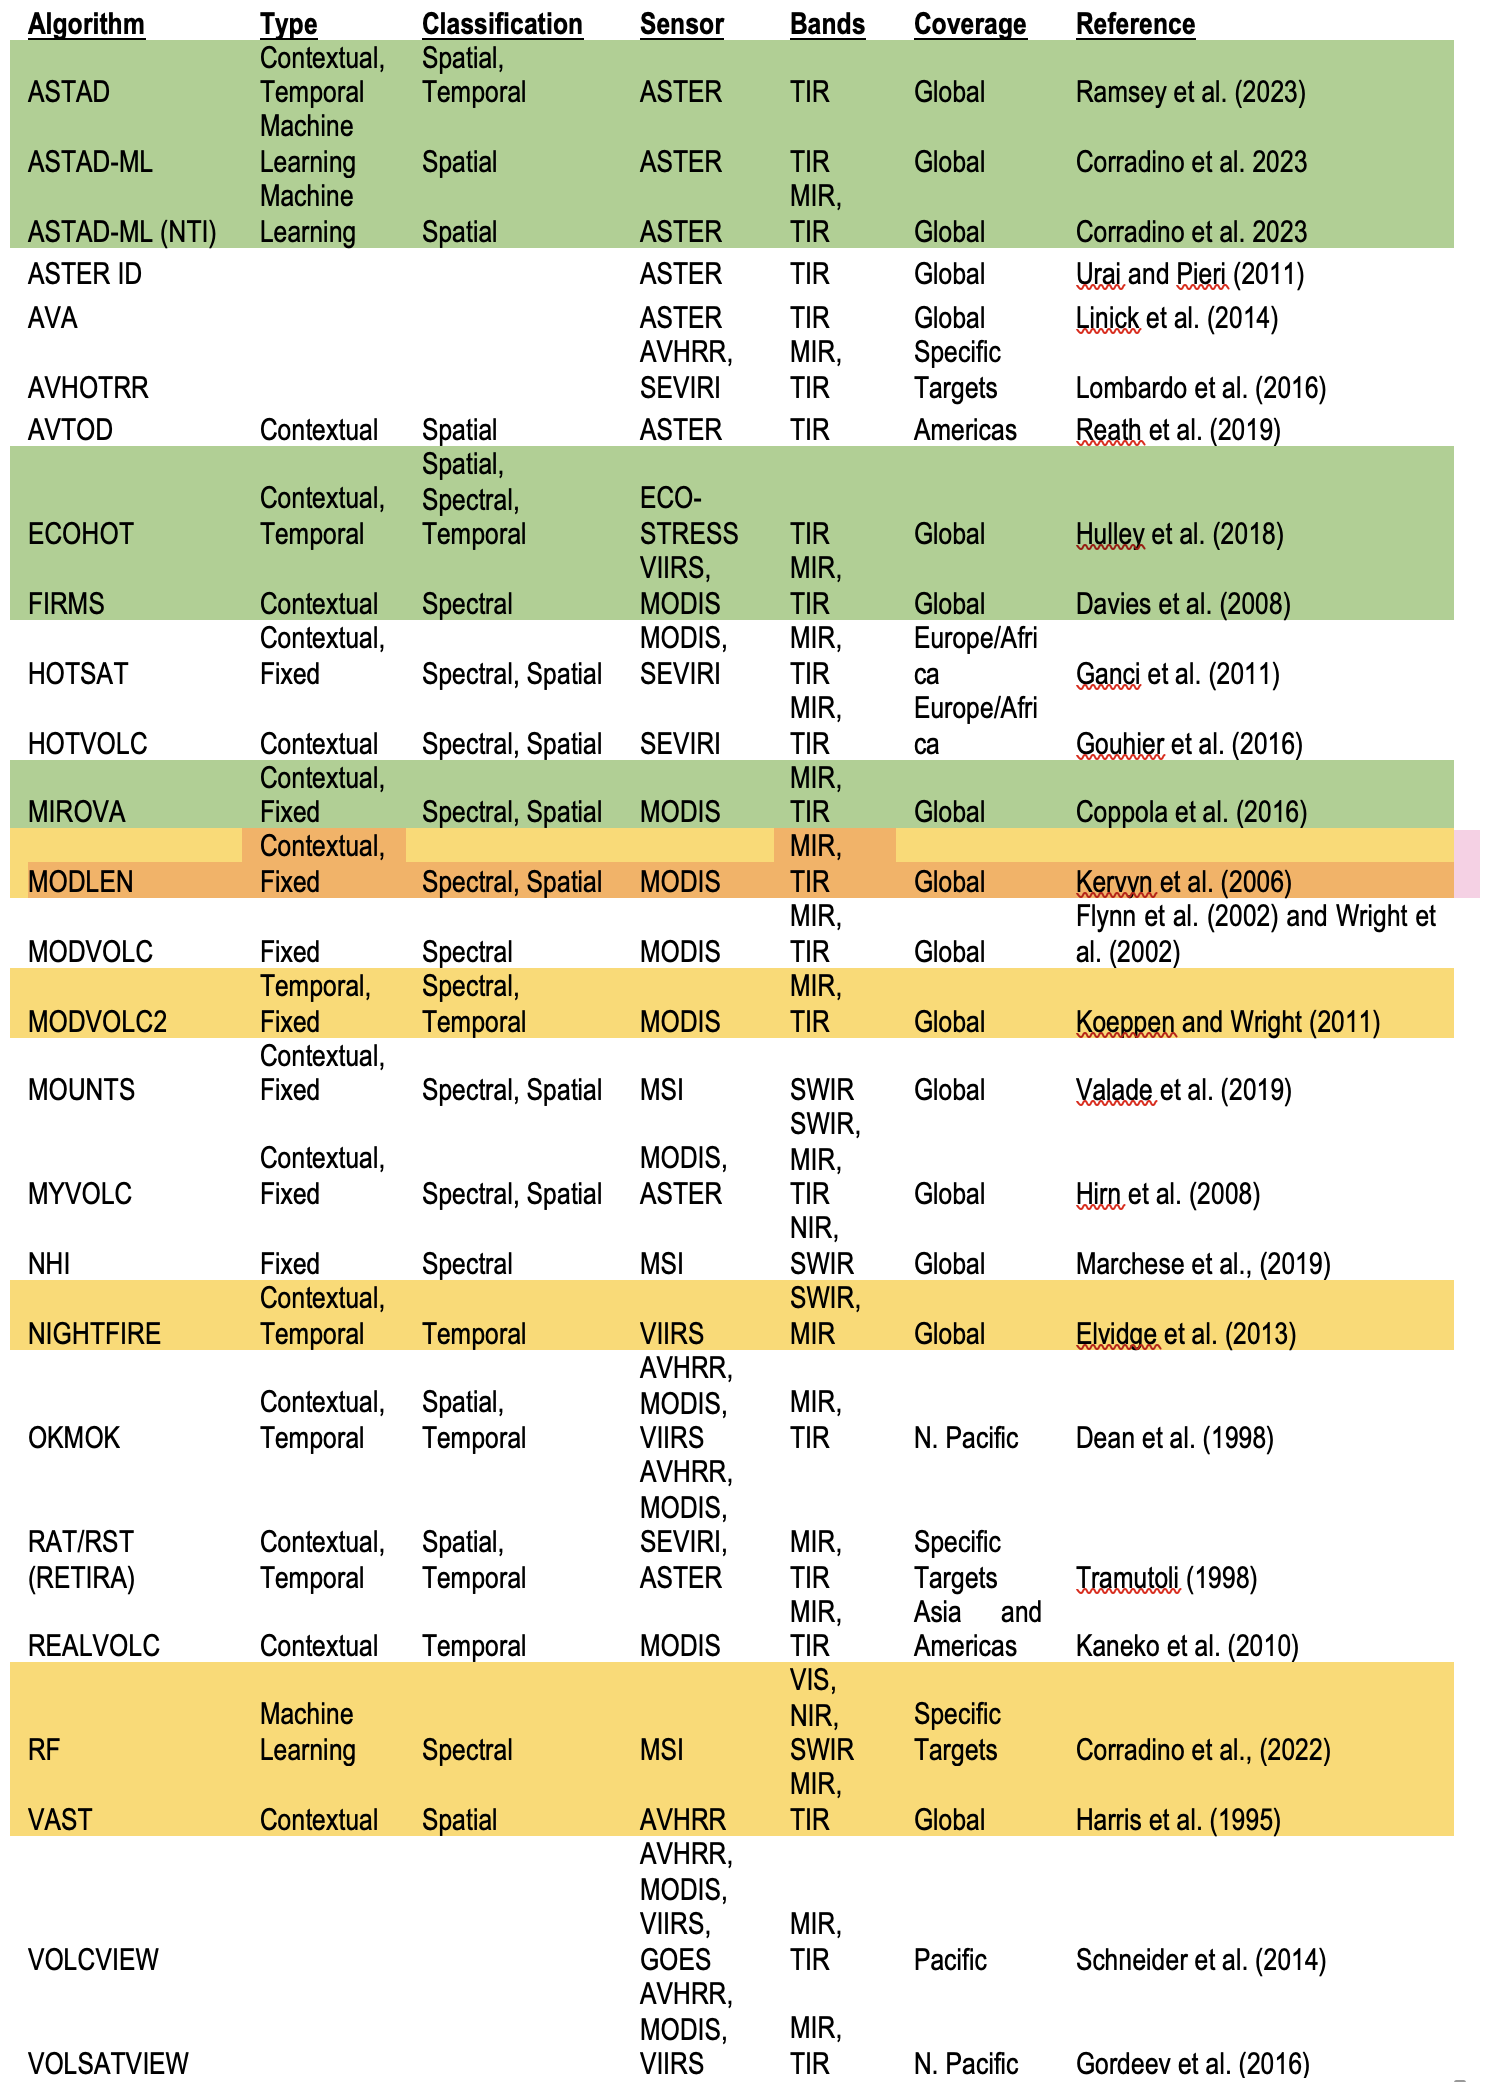 Algorithm Type Classification Sensor Bands Coverage Reference
Contextual, Spatial,
ASTAD Temporal Temporal ASTER TIR Global Ramsey et al. (2023)
Machine
ASTAD-ML Learning Spatial ASTER TIR Global Corradino et al. 2023
Machine MIR,
ASTAD-ML (NTI) Learning Spatial ASTER TIR Global Corradino et al. 2023
ASTER ID ASTER TIR Global Urai and Pieri (2011)
AVA ASTER TIR Global Linick et al. (2014)
AVHRR, MIR, Specific
AVHOTRR SEVIRI TIR Targets Lombardo et al. (2016)
AVTOD Contextual Spatial ASTER TIR Americas Reath et al. (2019)
Spatial,
Contextual, Spectral, ECO-
ECOHOT Temporal Temporal STRESS TIR Global Hulley et al. (2018)
VIIRS, MIR,
FIRMS Contextual Spectral MODIS TIR Global Davies et al. (2008)
Contextual, MODIS, MIR, Europe/Afri
HOTSAT Fixed Spectral, Spatial SEVIRI TIR ca Ganci et al. (2011)
MIR, Europe/Afri
HOTVOLC Contextual Spectral, Spatial SEVIRI TIR ca Gouhier et al. (2016)
Contextual, MIR,
MIROVA Fixed Spectral, Spatial MODIS TIR Global Coppola et al. (2016)
Contextual, MIR,
MODLEN Fixed Spectral, Spatial MODIS TIR Global Kervyn et al. (2006)
MIR, Flynn et al. (2002) and Wright et
MODVOLC Fixed Spectral MODIS TIR Global al. (2002)
Temporal, Spectral, MIR,
MODVOLC2 Fixed Temporal MODIS TIR Global Koeppen and Wright (2011)
Contextual,
MOUNTS Fixed Spectral, Spatial MSI SWIR Global Valade et al. (2019)
SWIR,
Contextual, MODIS, MIR,
MYVOLC Fixed Spectral, Spatial ASTER TIR Global Hirn et al. (2008)
NIR,
NHI Fixed Spectral MSI SWIR Global Marchese et al., (2019)
Contextual, SWIR,
NIGHTFIRE Temporal Temporal VIIRS MIR Global Elvidge et al. (2013)
AVHRR,
Contextual, Spatial, MODIS, MIR,
OKMOK Temporal Temporal VIIRS TIR N. Pacific Dean et al. (1998)
AVHRR,
MODIS,
RAT/RST Contextual, Spatial, SEVIRI, MIR, Specific
(RETIRA) Temporal Temporal ASTER TIR Targets Tramutoli (1998)
MIR, Asia and
REALVOLC Contextual Temporal MODIS TIR Americas Kaneko et al. (2010)
VIS,
Machine NIR, Specific
RF Learning Spectral MSI SWIR Targets Corradino et al., (2022)
MIR,
VAST Contextual Spatial AVHRR TIR Global Harris et al. (1995)
AVHRR,
MODIS,
VIIRS, MIR,
VOLCVIEW GOES TIR Pacific Schneider et al. (2014)
AVHRR,
MODIS, MIR,
VOLSATVIEW VIIRS TIR N. Pacific Gordeev et al. (2016)